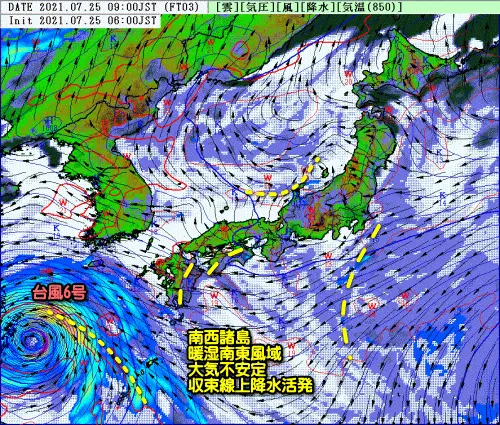 DATE 2021.07.25 09:00JST (FT03) [雲][気圧][風][降水][気温(850)]
Init 2021.07.25 06:00JST
台風6号
南西諸島
暖湿南東風域
大気不安定
収束線上降水活発